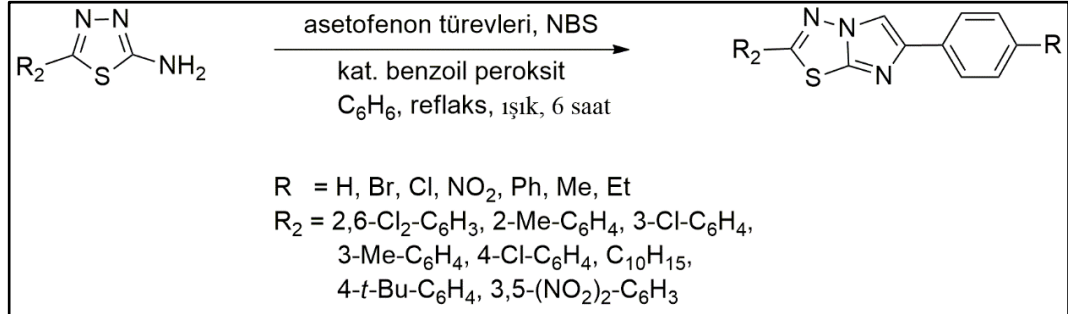 asetofenon türevleri, NBS
kat. benzoil peroksit
C₆H₆, reflaks, ışık, 6 saat
N N
R₂ S NH₂
N N
R₂ S N R
R = H, Br, Cl, NO₂, Ph, Me, Et
R₂ = 2,6-Cl₂-C₆H₃, 2-Me-C₆H₄, 3-Cl-C₆H₄,
3-Me-C₆H₄, 4-Cl-C₆H₄, C₁₀H₁₅,
4-t-Bu-C₆H₄, 3,5-(NO₂)₂-C₆H₃